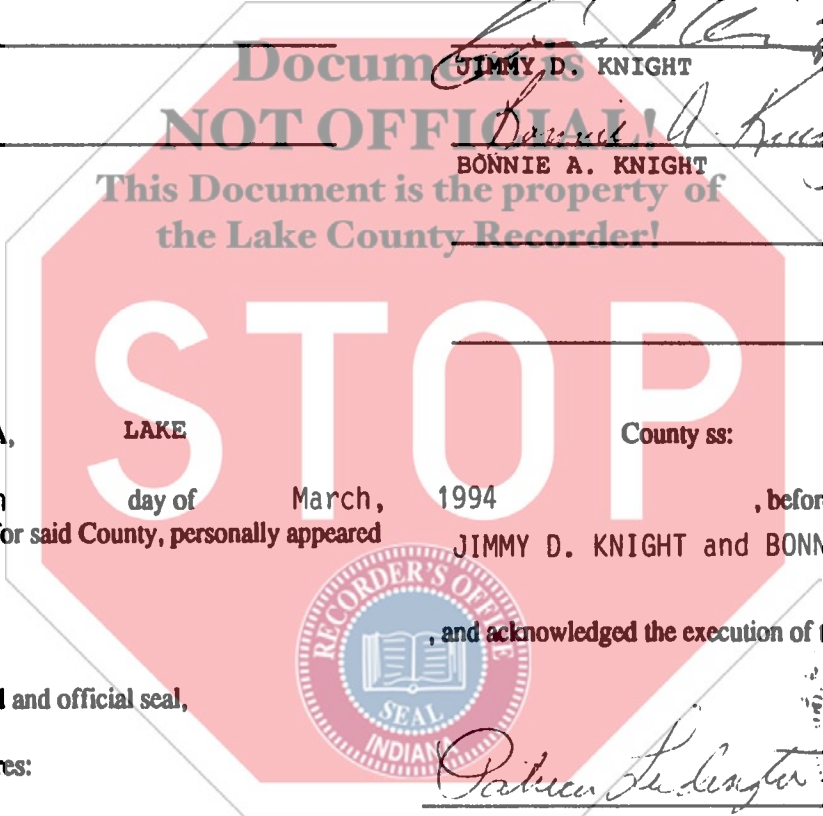 Document is
JIMMY D. KNIGHT
NOT OFFICIAL!
Bonnie A.
BONNIE A. KNIGHT
This Document is the property of
the Lake County Recorder!
STOP
A, LAKE County ss:
day of March, 1994 , befor
or said County, personally appeared
JIMMY D. KNIGHT and BONN
RECORDER'S OFFICE
, and acknowledged the execution of t
d and official seal,
SEAL
INDIANA
res: